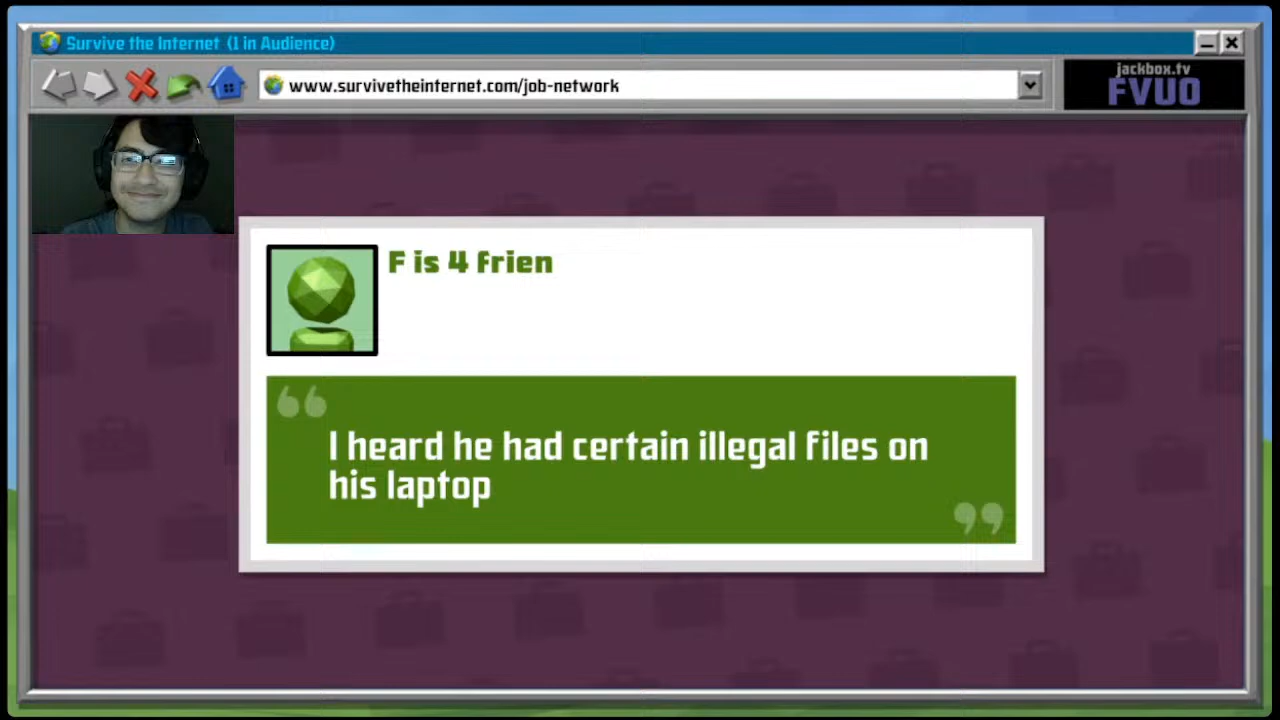 Survive the Internet (1 in Audience)
www.survivetheinternet.com/job-network
jackbox.tv
FVUO
F is 4 frien
“
I heard he had certain illegal files on
his laptop
”